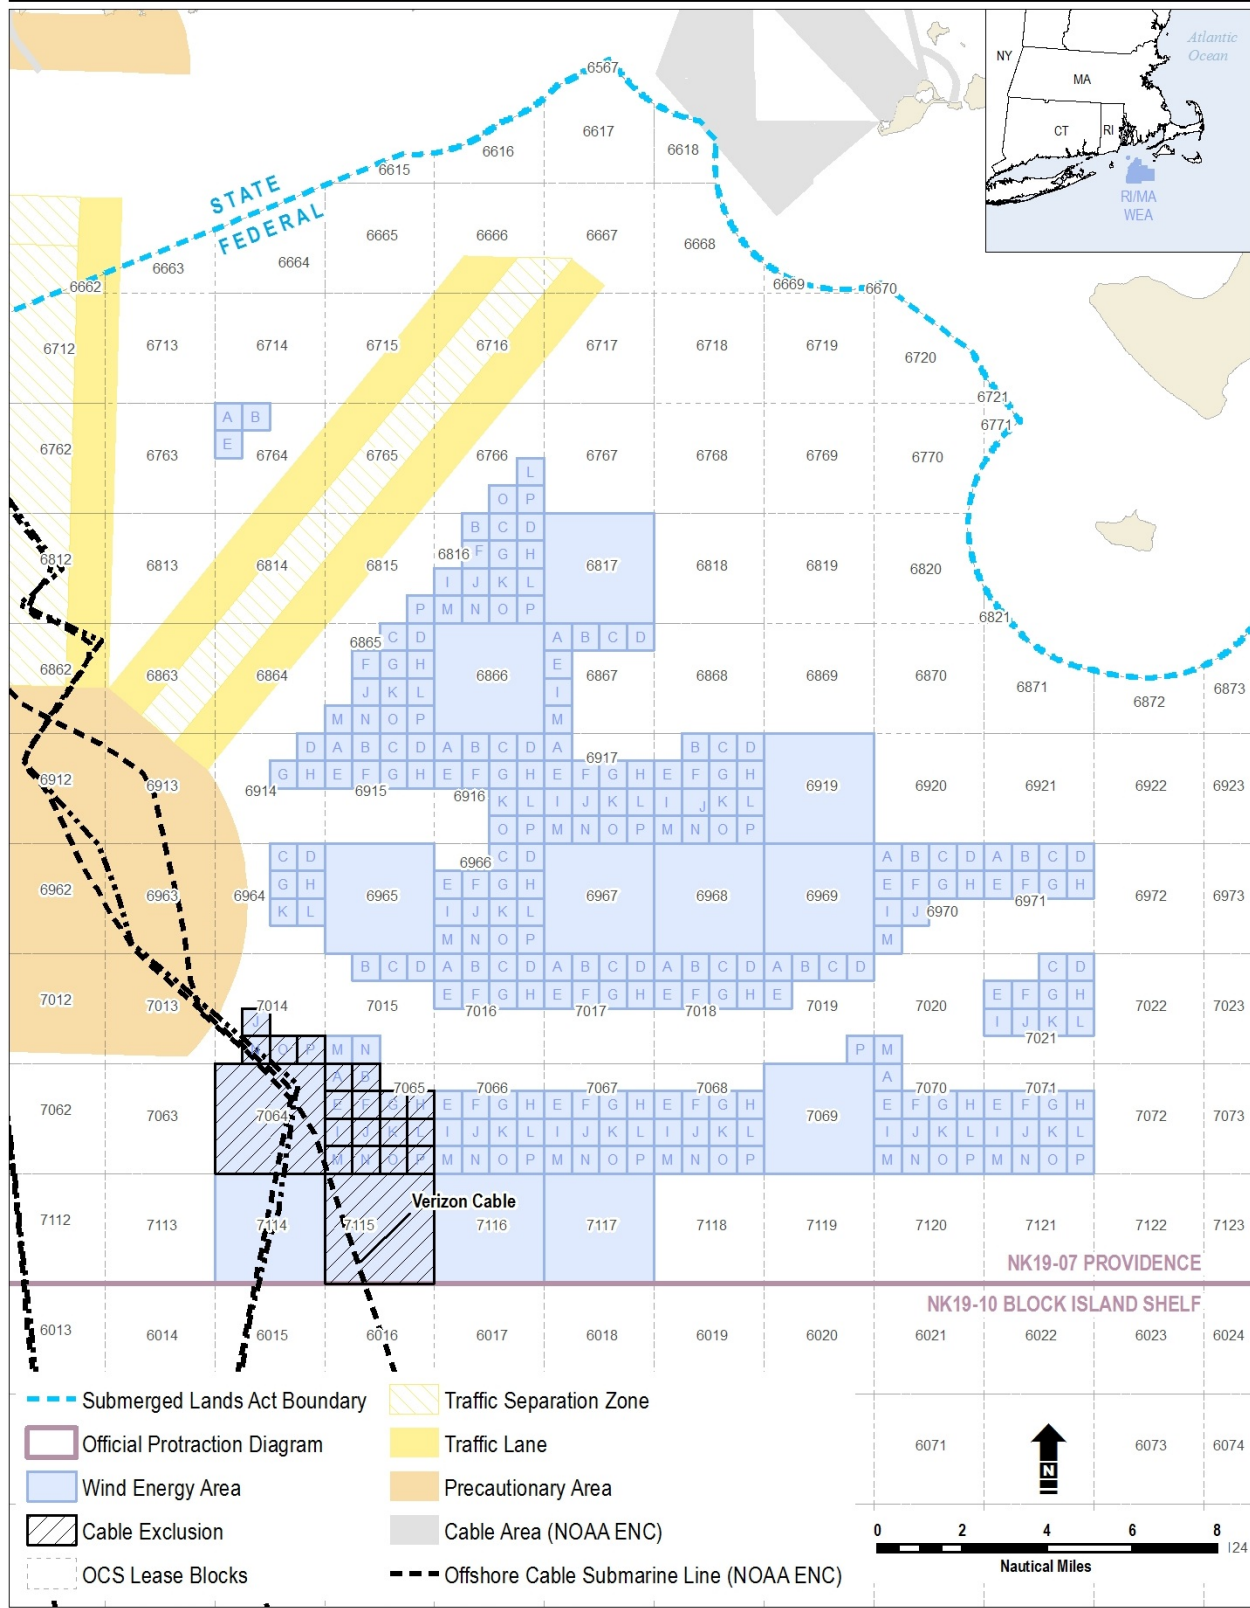 6567
Atlantic
Ocean
NY
MA
CT
RI
RI/MA
WEA
6617
6616
6618
6615
STATE
FEDERAL
6665
6666
6667
6668
6663
6664
6662
6669
6670
6712
6713
6714
6715
6716
6717
6718
6719
6720
6721
A B
6771
E
6762
6763
6764
6765
6766
6767
6768
6769
6770
L
O P
B C D
6816 F G H
6812
6813
6814
6815
6817
6818
6819
6820
I J K L
P M N O P
6821
6865 C D
A B C D
F G H
E
6862
6863
6864
6866
6867
6868
6869
6870
6871
6872
6873
J K L
I
M N O P
M
D A B C D A B C D A
6917
B C D
G H E F G H E F G H E F G H E F G H
6912
6913
6914
6915
6916
6919
6920
6921
6922
6923
K L I J K L I J K L
O P M N O P M N O P
C D
6966 C D
A B C D A B C D
G H
E F G H
E F G H E F G H
6962
6963
6964
6965
6967
6968
6969
6972
6973
K L
I J K L
I J 6970
6971
M N O P
M
B C D A B C D A B C D A B C D A B C D
C D
E F G H E F G H E F G H E
E F G H
7012
7013
7014
7015
7016
7017
7018
7019
7020
7022
7023
J
I J K L
7021
O P M N
P M
A B
7065
7066
7067
7068
A
7070
7071
E F G H E F G H E F G H E F G H
E F G H E F G H
7062
7063
7064
7069
7072
7073
I J K L I J K L I J K L I J K L
I J K L I J K L
M N O P M N O P M N O P M N O P
M N O P M N O P
Verizon Cable
7112
7113
7114
7115
7116
7117
7118
7119
7120
7121
7122
7123
NK19-07 PROVIDENCE
NK19-10 BLOCK ISLAND SHELF
6013
6014
6015
6016
6017
6018
6019
6020
6021
6022
6023
6024
Submerged Lands Act Boundary
Official Protraction Diagram
Wind Energy Area
Cable Exclusion
OCS Lease Blocks
Traffic Separation Zone
Traffic Lane
Precautionary Area
Cable Area (NOAA ENC)
Offshore Cable Submarine Line (NOAA ENC)
6071
N
6073
6074
0 2 4 6 8
Nautical Miles